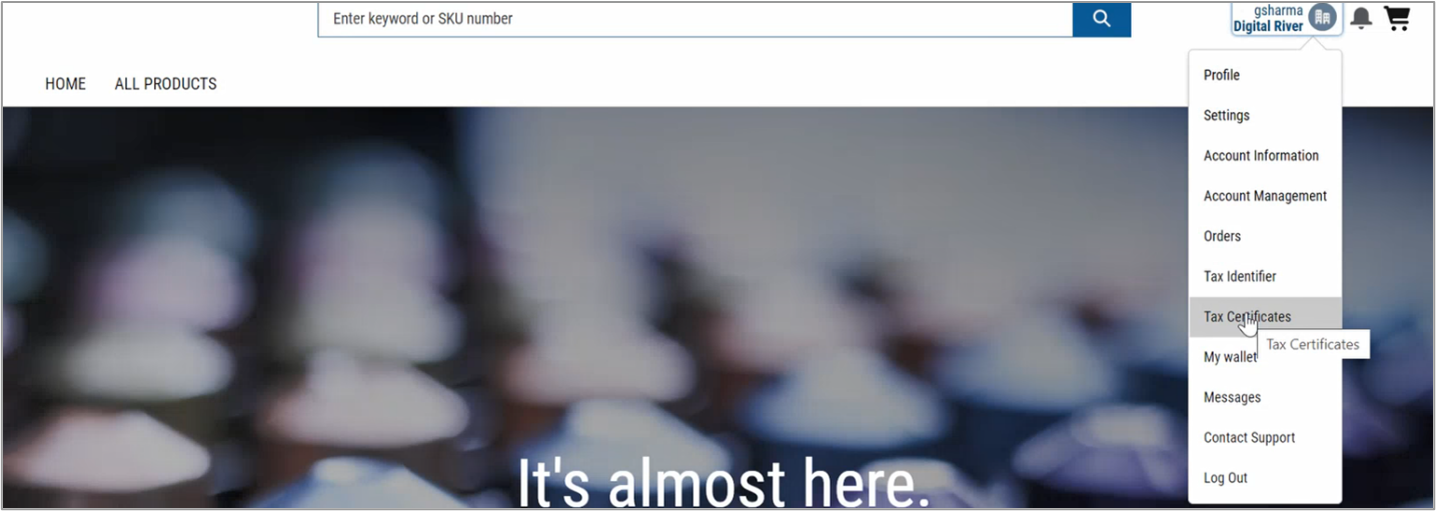 Enter keyword or SKU number
gsharma
Digital River
HOME ALL PRODUCTS
Profile
Settings
Account Information
Account Management
Orders
Tax Identifier
Tax Certificates
Tax Certificates
My wallet
Messages
Contact Support
Log Out
It's almost here.